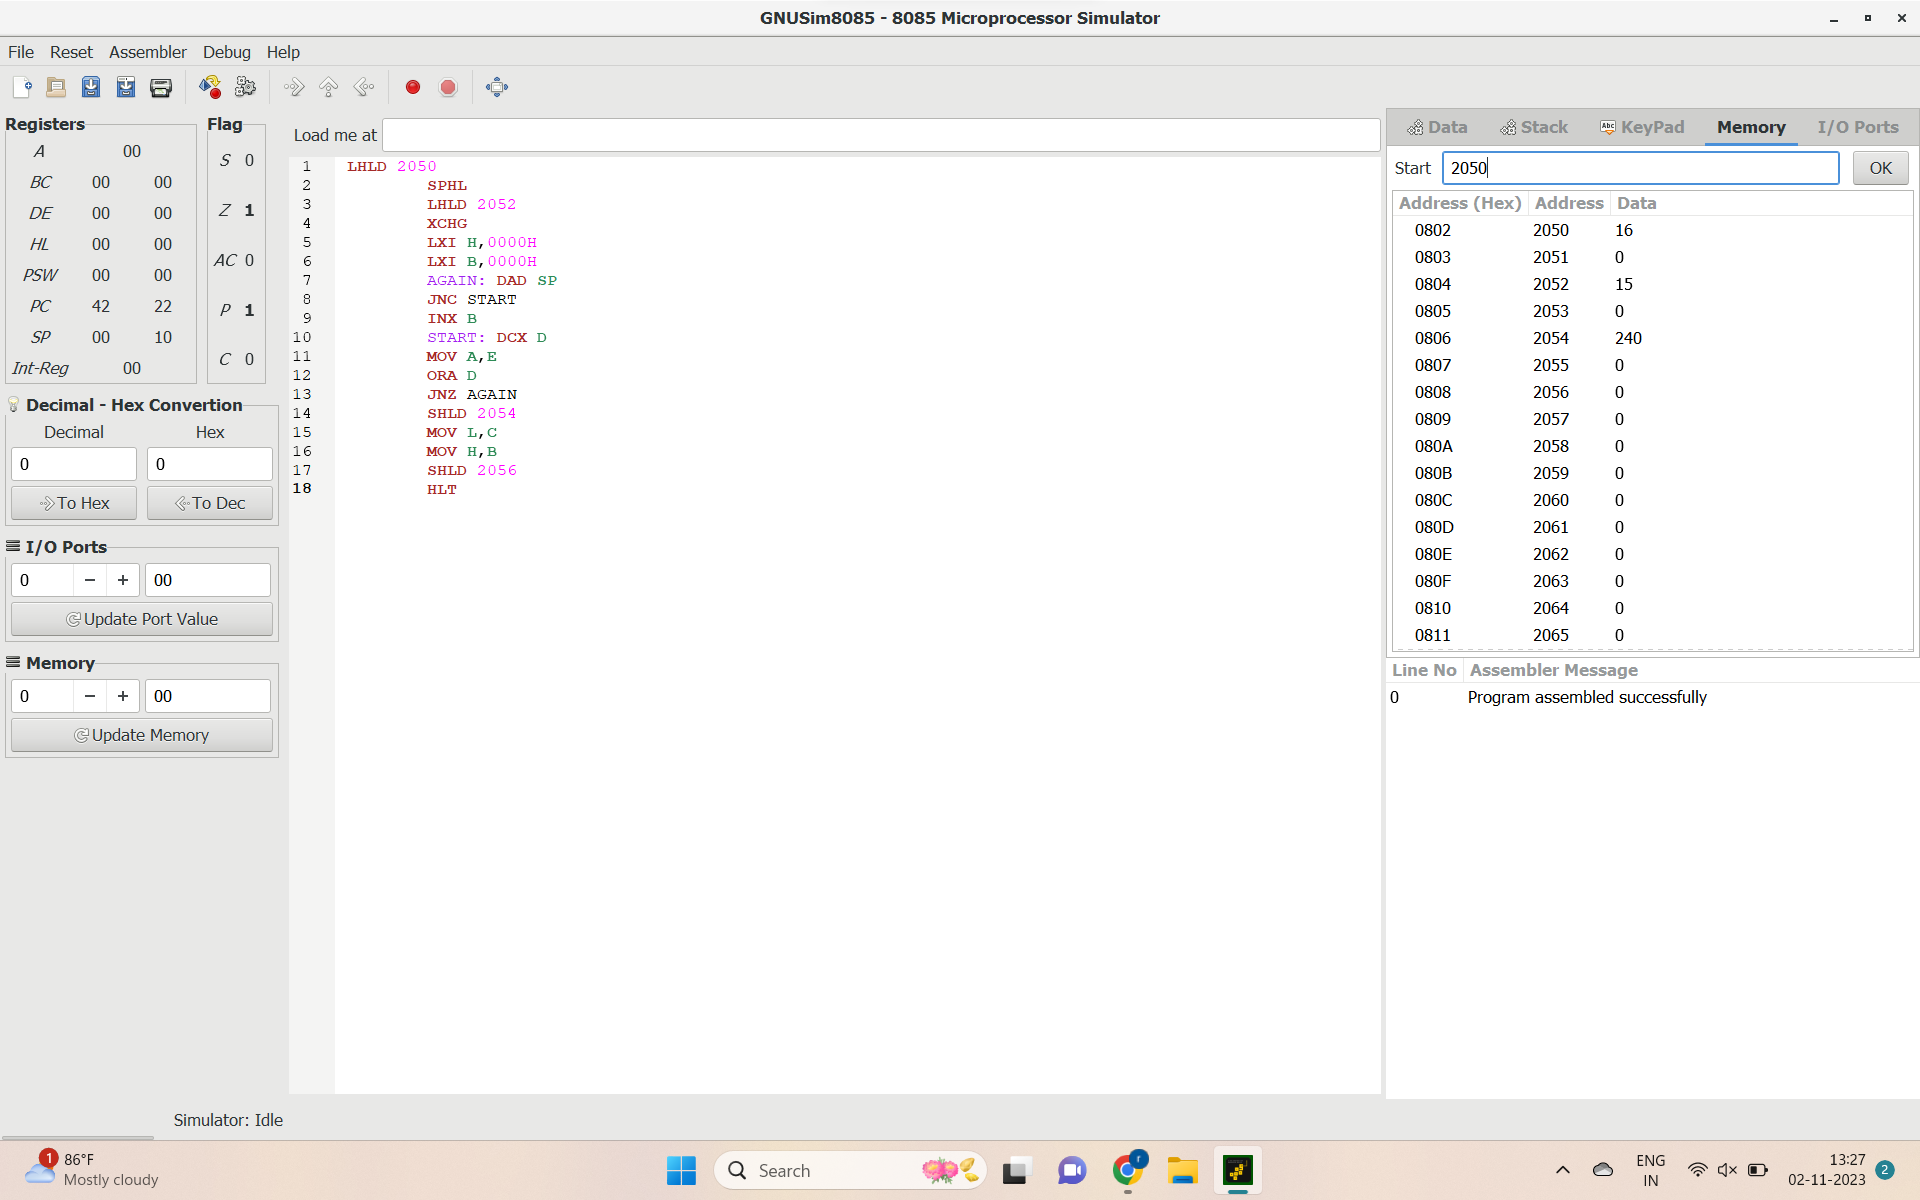 GNUSim8085 - 8085 Microprocessor Simulator
File Reset Assembler Debug Help
Registers
A 00
BC 00 00
DE 00 00
HL 00 00
PSW 00 00
PC 42 22
SP 00 10
Int-Reg 00
Flag
S 0
Z 1
AC 0
P 1
C 0
Decimal - Hex Convertion
Decimal Hex
0 0
To Hex To Dec
I/O Ports
0 − + 00
Update Port Value
Memory
0 − + 00
Update Memory
Load me at
1 LHLD 2050
2 SPHL
3 LHLD 2052
4 XCHG
5 LXI H,0000H
6 LXI B,0000H
7 AGAIN: DAD SP
8 JNC START
9 INX B
10 START: DCX D
11 MOV A,E
12 ORA D
13 JNZ AGAIN
14 SHLD 2054
15 MOV L,C
16 MOV H,B
17 SHLD 2056
18 HLT
Data Stack Abc KeyPad Memory I/O Ports
Start 2050 OK
Address (Hex) Address Data
0802 2050 16
0803 2051 0
0804 2052 15
0805 2053 0
0806 2054 240
0807 2055 0
0808 2056 0
0809 2057 0
080A 2058 0
080B 2059 0
080C 2060 0
080D 2061 0
080E 2062 0
080F 2063 0
0810 2064 0
0811 2065 0
Line No Assembler Message
0 Program assembled successfully
Simulator: Idle
1
86°F
Mostly cloudy
Search
r
ENG
IN
13:27
02-11-2023
2